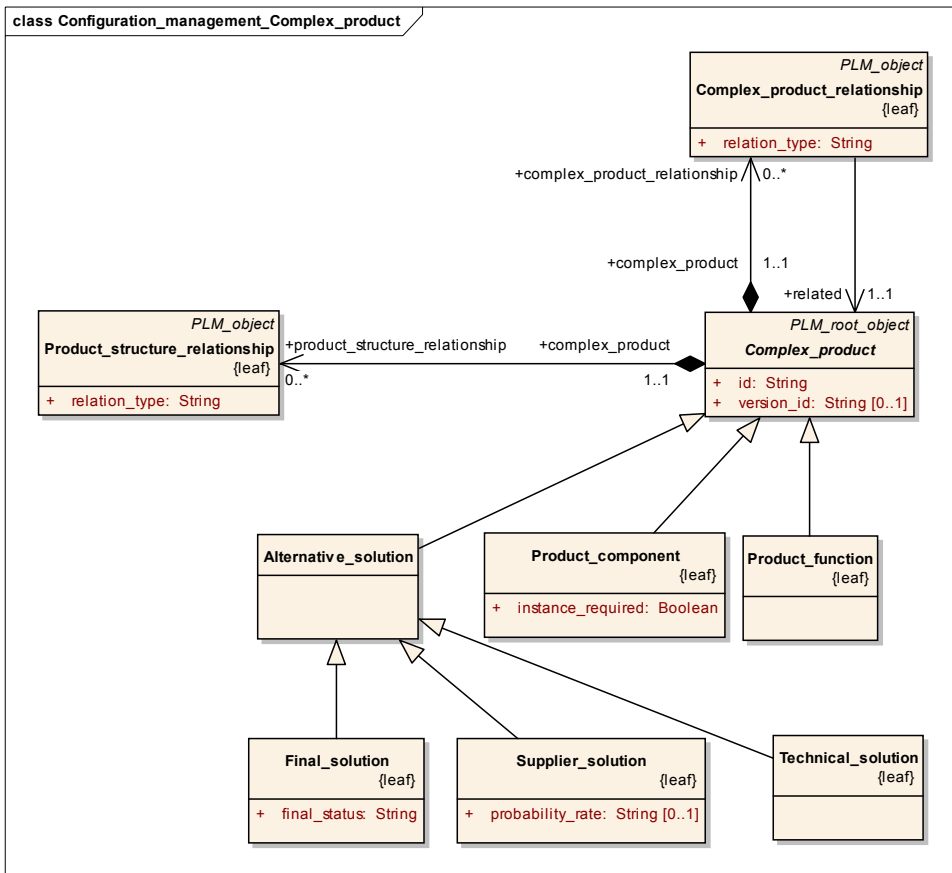 class Configuration_management_Complex_product
PLM_object
Complex_product_relationship
{leaf}
+ relation_type: String
+complex_product_relationship
0..*
+complex_product
1..1
+related
1..1
PLM_object
Product_structure_relationship
{leaf}
+ relation_type: String
+product_structure_relationship
0..*
+complex_product
1..1
PLM_root_object
Complex_product
+ id: String
+ version_id: String [0..1]
Alternative_solution
Product_component
{leaf}
+ instance_required: Boolean
Product_function
{leaf}
Final_solution
{leaf}
+ final_status: String
Supplier_solution
{leaf}
+ probability_rate: String [0..1]
Technical_solution
{leaf}